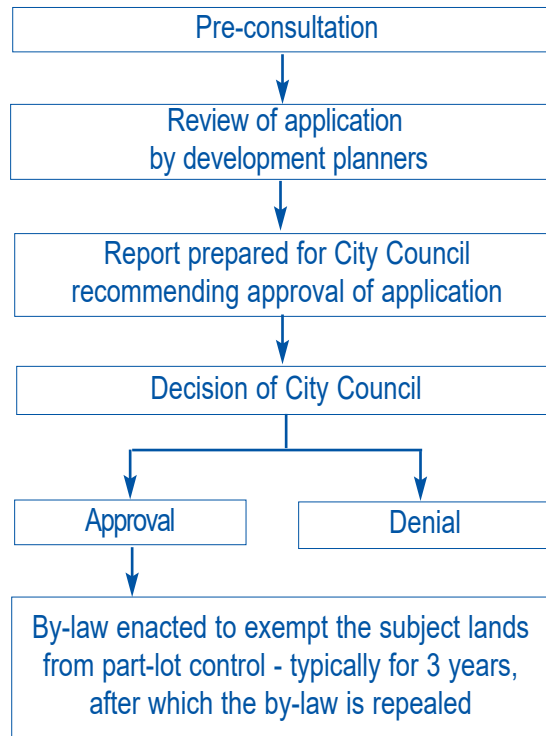 Pre-consultation
Review of application
by development planners
Report prepared for City Council
recommending approval of application
Decision of City Council
Approval
Denial
By-law enacted to exempt the subject lands
from part-lot control - typically for 3 years,
after which the by-law is repealed